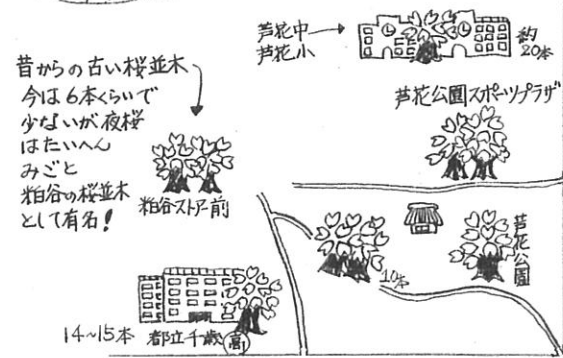 芦花中
芦花小
約
20本
昔からの古い桜並木
今は6本くらいで
少ないが夜桜
はたいへん
みごと
粕谷の桜並木
として有名!
粕谷ストアー前
芦花公園スポーツプラザ
芦花公園
10本
14~15本 都立千歳高